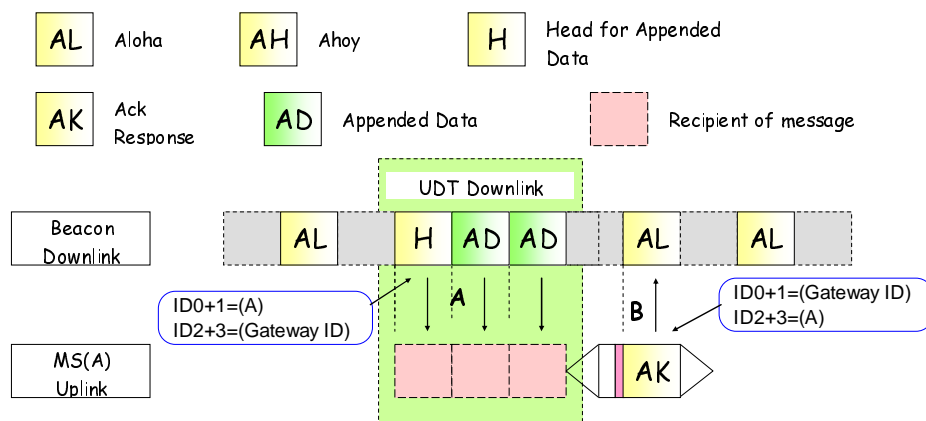 AL Aloha
AH Ahoy
H Head for Appended
Data
AK Ack
Response
AD Appended Data
Recipient of message
UDT Downlink
Beacon
Downlink
AL H AD AD AL AL
ID0+1=(A)
ID2+3=(Gateway ID)
A
B
ID0+1=(Gateway ID)
ID2+3=(A)
MS(A)
Uplink
AK